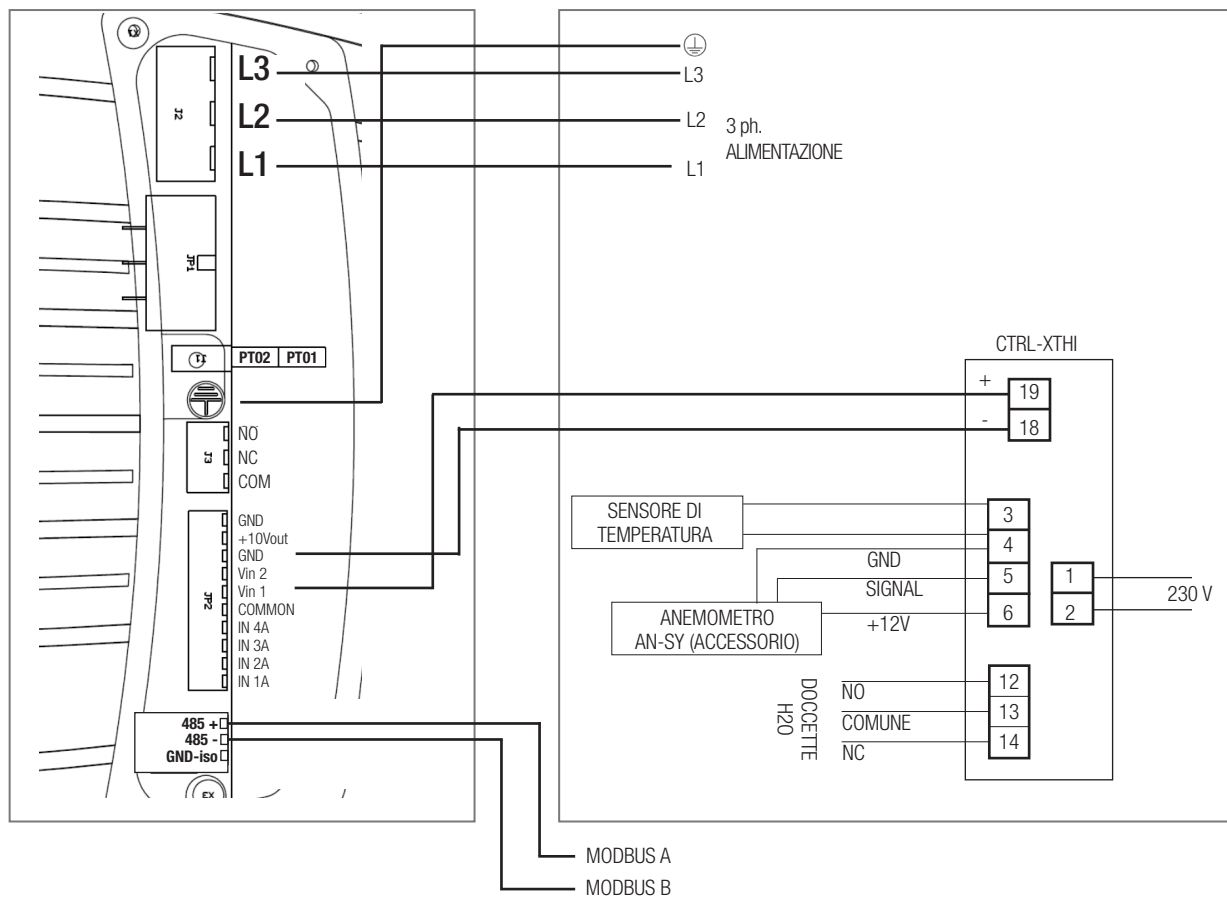 L3
L2
L1
J2
JP1
T1
PT02 PT01
NO
NC
COM
J3
GND
+10Vout
GND
Vin 2
Vin 1
COMMON
IN 4A
IN 3A
IN 2A
IN 1A
JP2
485 +
485 -
GND-iso
EX
L3
L2
L1
3 ph.
ALIMENTAZIONE
CTRL-XTHI
+
19
-
18
SENSORE DI
TEMPERATURA
3
4
GND
5
SIGNAL
6
+12V
ANEMOMETRO
AN-SY (ACCESSORIO)
1
2
230 V
DOCCETTE
H2O
NO
12
COMUNE
13
NC
14
MODBUS A
MODBUS B